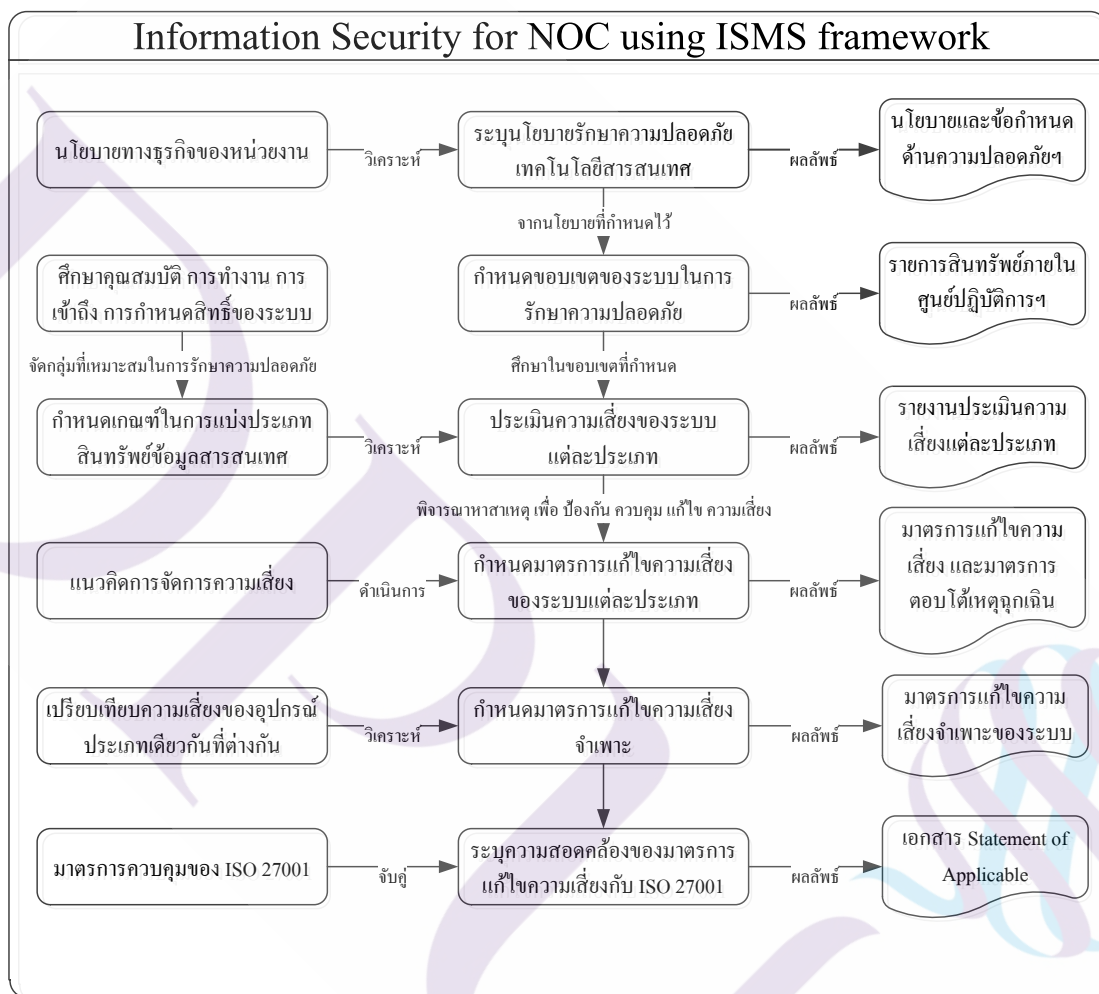 Information Security for NOC using ISMS framework
นโยบายทางธุรกิจของหน่วยงาน
วิเคราะห์
ระบุนโยบายรักษาความปลอดภัย
เทคโนโลยีสารสนเทศ
ผลลัพธ์
นโยบายและข้อกำหนด
ด้านความปลอดภัยฯ
จากนโยบายที่กำหนดไว้
ศึกษาคุณสมบัติ การทำงาน การ
เข้าถึง การกำหนดสิทธิ์ของระบบ
กำหนดขอบเขตของระบบในการ
รักษาความปลอดภัย
ผลลัพธ์
รายการสินทรัพย์ภายใน
ศูนย์ปฏิบัติการฯ
จัดกลุ่มที่เหมาะสมในการรักษาความปลอดภัย
ศึกษาในขอบเขตที่กำหนด
กำหนดเกณฑ์ในการแบ่งประเภท
สินทรัพย์ข้อมูลสารสนเทศ
วิเคราะห์
ประเมินความเสี่ยงของระบบ
แต่ละประเภท
ผลลัพธ์
รายงานประเมินความ
เสี่ยงแต่ละประเภท
พิจารณาหาสาเหตุ เพื่อ ป้องกัน ควบคุม แก้ไข ความเสี่ยง
แนวคิดการจัดการความเสี่ยง
ดำเนินการ
กำหนดมาตรการแก้ไขความเสี่ยง
ของระบบแต่ละประเภท
ผลลัพธ์
มาตรการแก้ไขความ
เสี่ยง และมาตรการ
ตอบโต้เหตุฉุกเฉิน
เปรียบเทียบความเสี่ยงของอุปกรณ์
ประเภทเดียวกันที่ต่างกัน
วิเคราะห์
กำหนดมาตรการแก้ไขความเสี่ยง
จำเพาะ
ผลลัพธ์
มาตรการแก้ไขความ
เสี่ยงจำเพาะของระบบ
มาตรการควบคุมของ ISO 27001
จับคู่
ระบุความสอดคล้องของมาตรการ
แก้ไขความเสี่ยงกับ ISO 27001
ผลลัพธ์
เอกสาร Statement of
Applicable